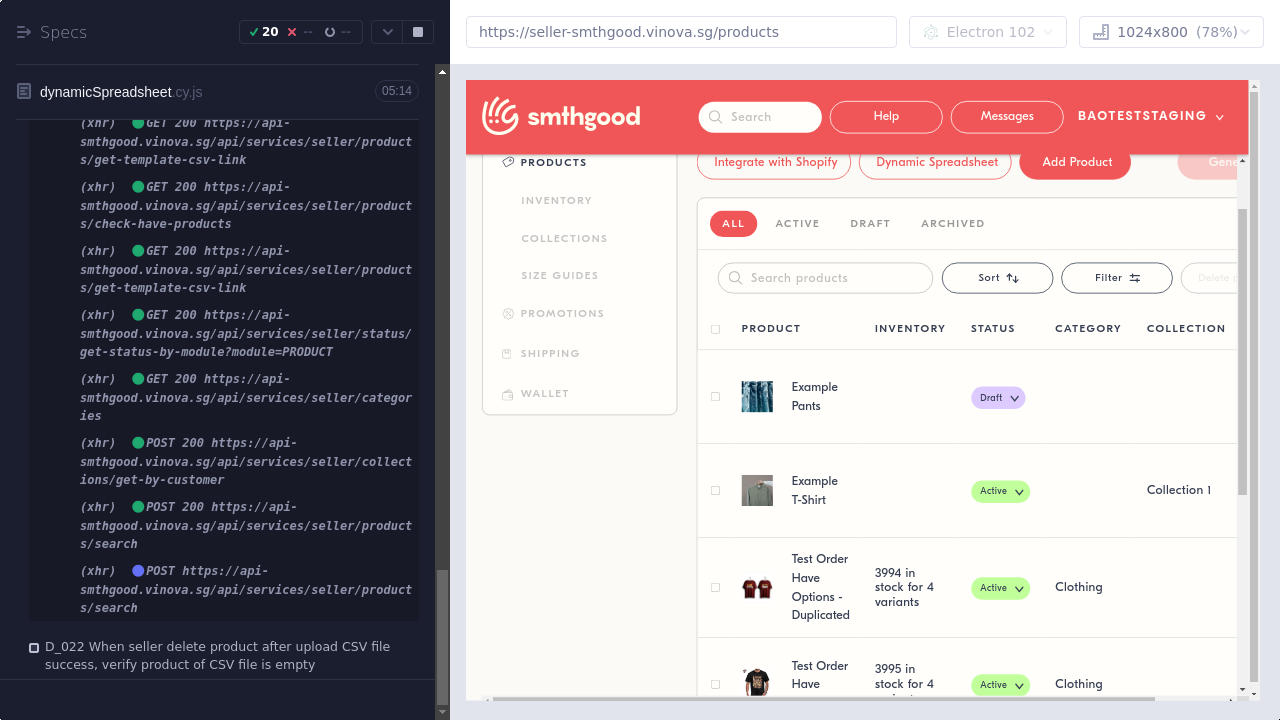 Specs
20
--
--
dynamicSpreadsheet.cy.js
05:14
(xhr) GET 200 https://api-
smthgood.vinova.sg/api/services/seller/product
s/get-template-csv-link
(xhr) GET 200 https://api-
smthgood.vinova.sg/api/services/seller/product
s/check-have-products
(xhr) GET 200 https://api-
smthgood.vinova.sg/api/services/seller/product
s/get-template-csv-link
(xhr) GET 200 https://api-
smthgood.vinova.sg/api/services/seller/status/
get-status-by-module?module=PRODUCT
(xhr) GET 200 https://api-
smthgood.vinova.sg/api/services/seller/categor
ies
(xhr) POST 200 https://api-
smthgood.vinova.sg/api/services/seller/collect
ions/get-by-customer
(xhr) POST 200 https://api-
smthgood.vinova.sg/api/services/seller/product
s/search
(xhr) POST https://api-
smthgood.vinova.sg/api/services/seller/product
s/search
D_022 When seller delete product after upload CSV file
success, verify product of CSV file is empty
https://seller-smthgood.vinova.sg/products
Electron 102
1024x800 (78%)
smthgood
Search
Help
Messages
BAOTESTSTAGING
PRODUCTS
INVENTORY
COLLECTIONS
SIZE GUIDES
PROMOTIONS
SHIPPING
WALLET
Integrate with Shopify
Dynamic Spreadsheet
Add Product
Gene
ALL
ACTIVE
DRAFT
ARCHIVED
Search products
Sort
Filter
Delete p
PRODUCT
INVENTORY
STATUS
CATEGORY
COLLECTION
Example
Pants
Draft
Example
T-Shirt
Active
Collection 1
Test Order
Have
Options -
Duplicated
3994 in
stock for 4
variants
Active
Clothing
Test Order
Have
3995 in
stock for 4
Active
Clothing